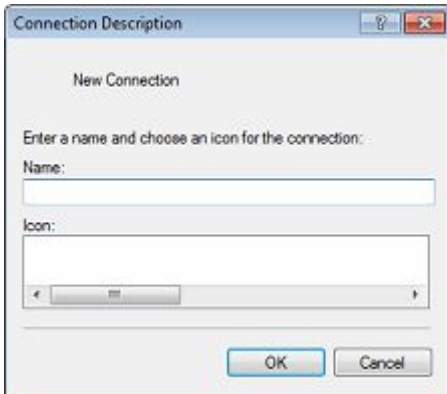 Connection Description
New Connection
Enter a name and choose an icon for the connection:
Name:
Icon:
OK Cancel